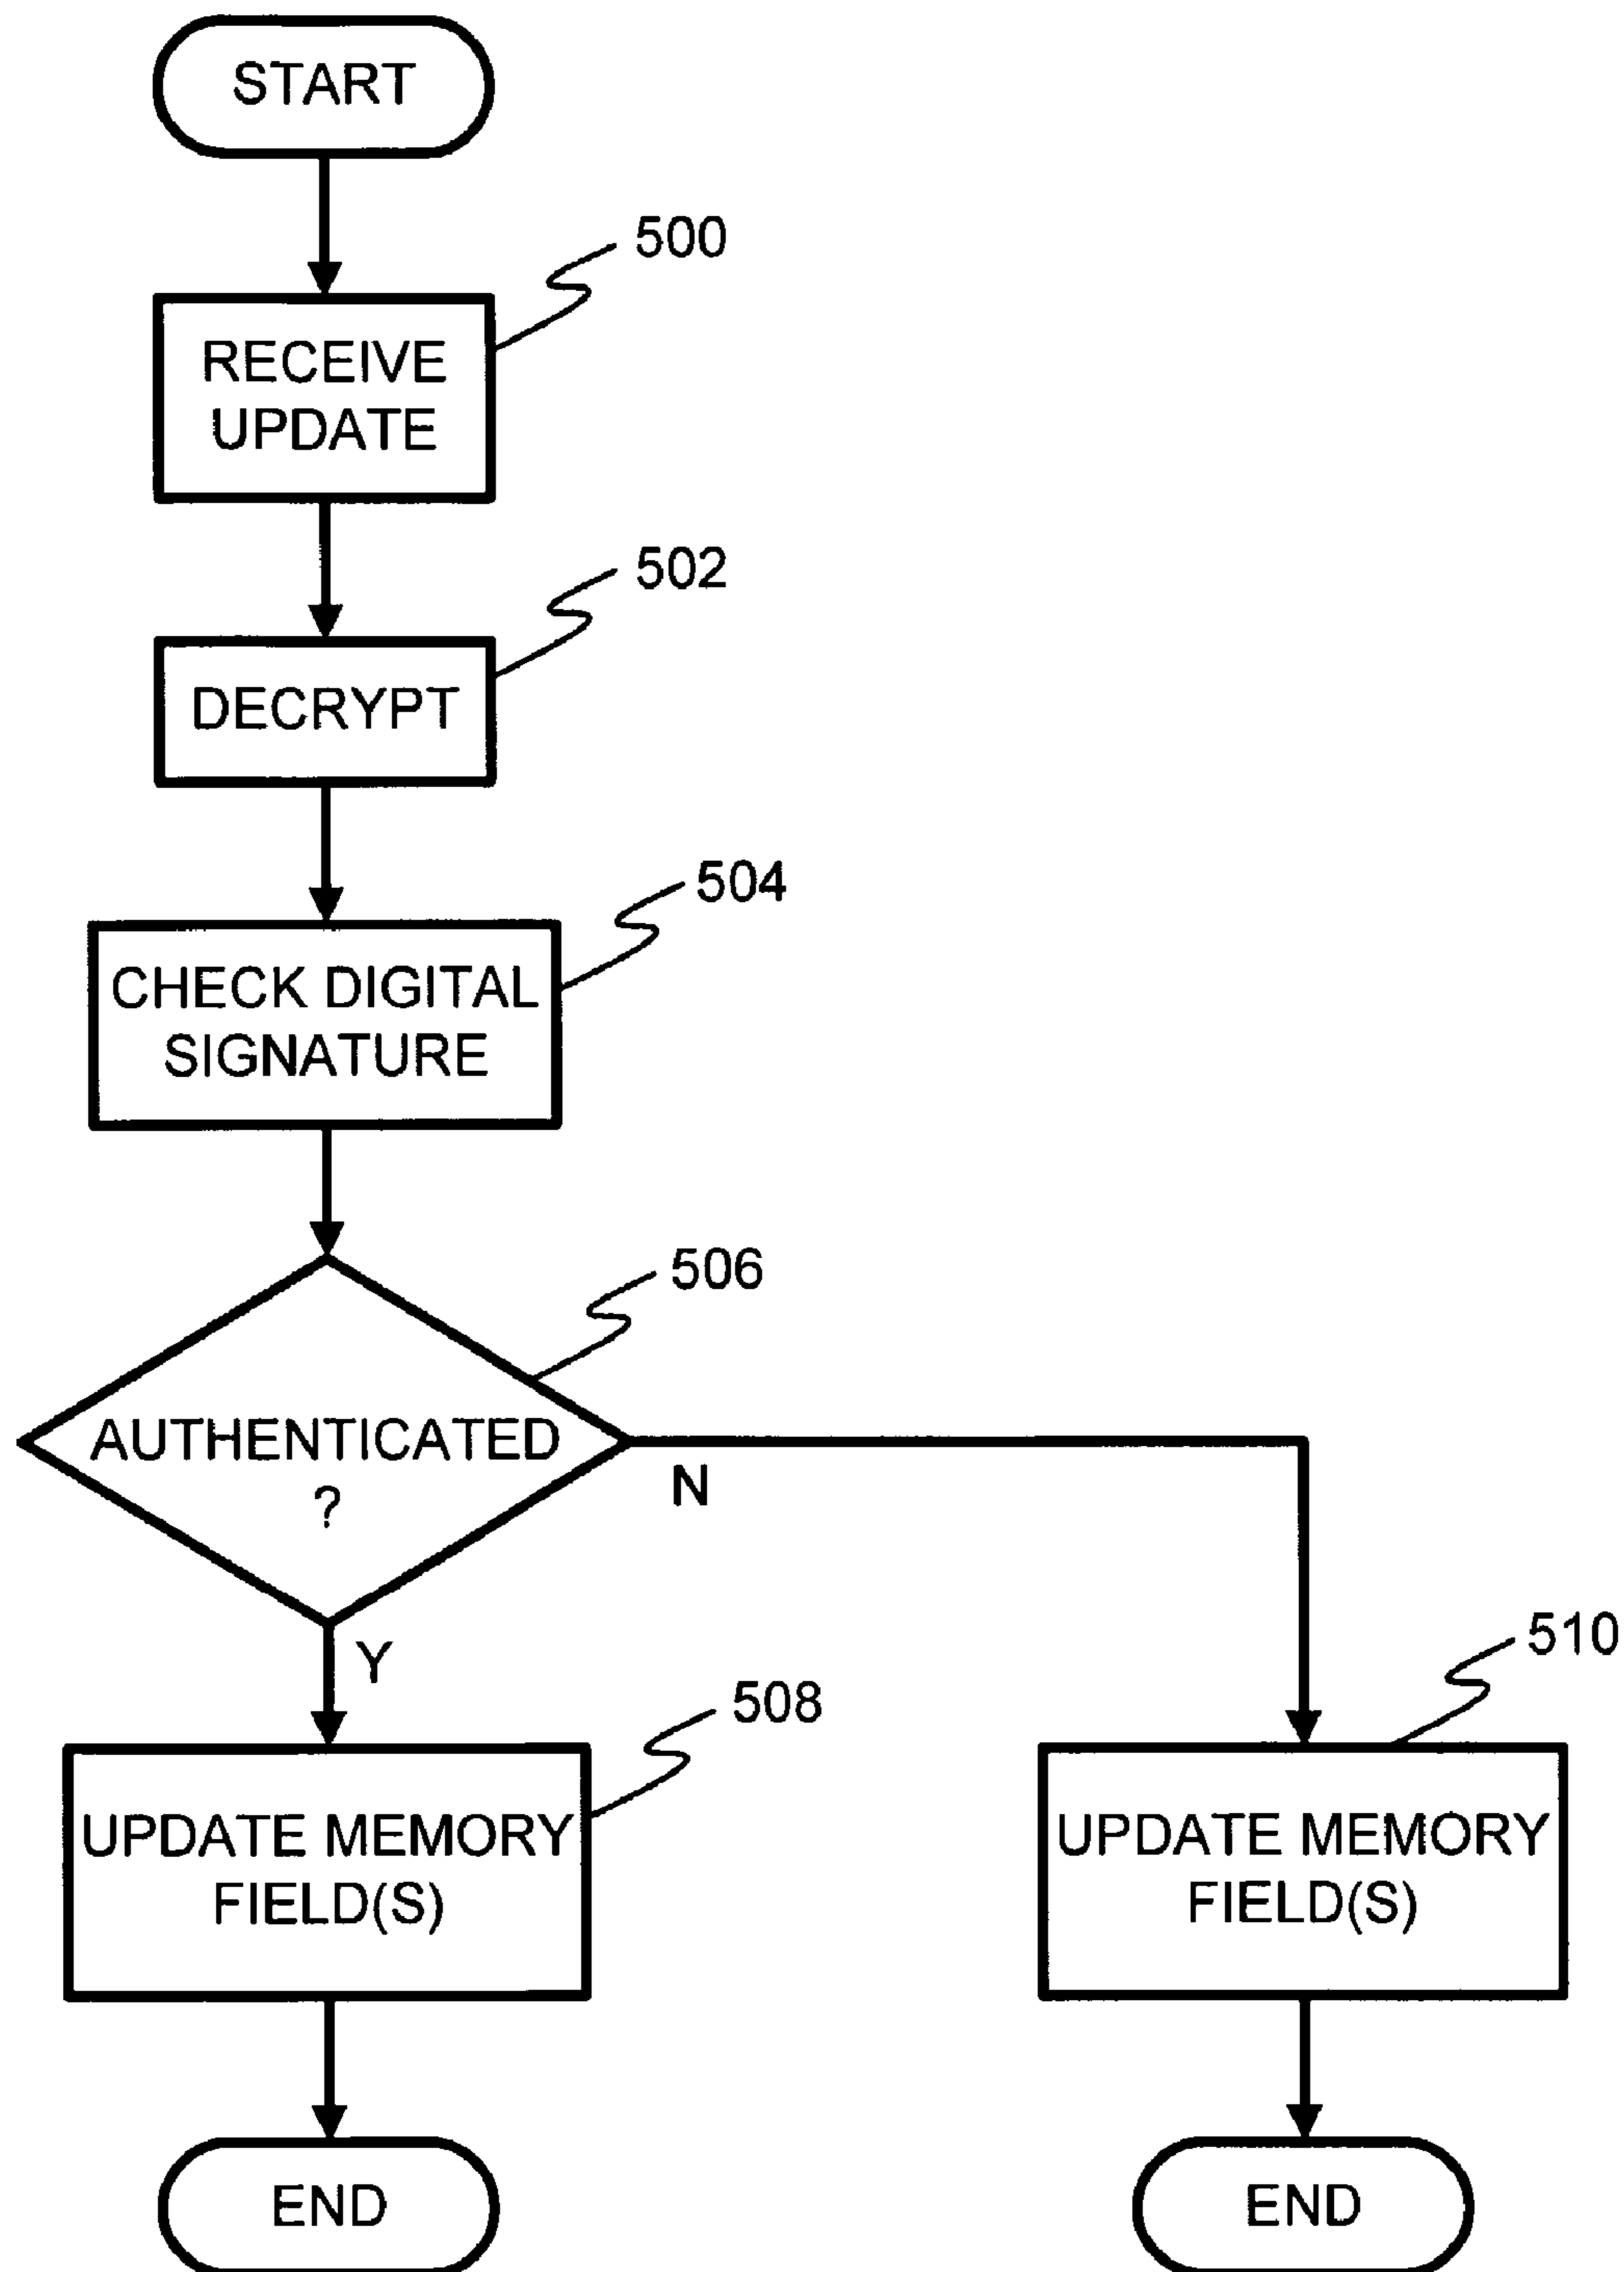 START
500
RECEIVE
UPDATE
502
DECRYPT
504
CHECK DIGITAL
SIGNATURE
506
AUTHENTICATED
?
N
Y
510
508
UPDATE MEMORY
FIELD(S)
UPDATE MEMORY
FIELD(S)
END
END